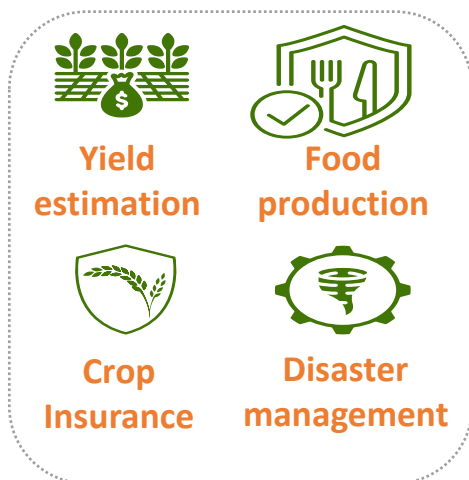 $
Yield
estimation
Food
production
Crop
Insurance
Disaster
management